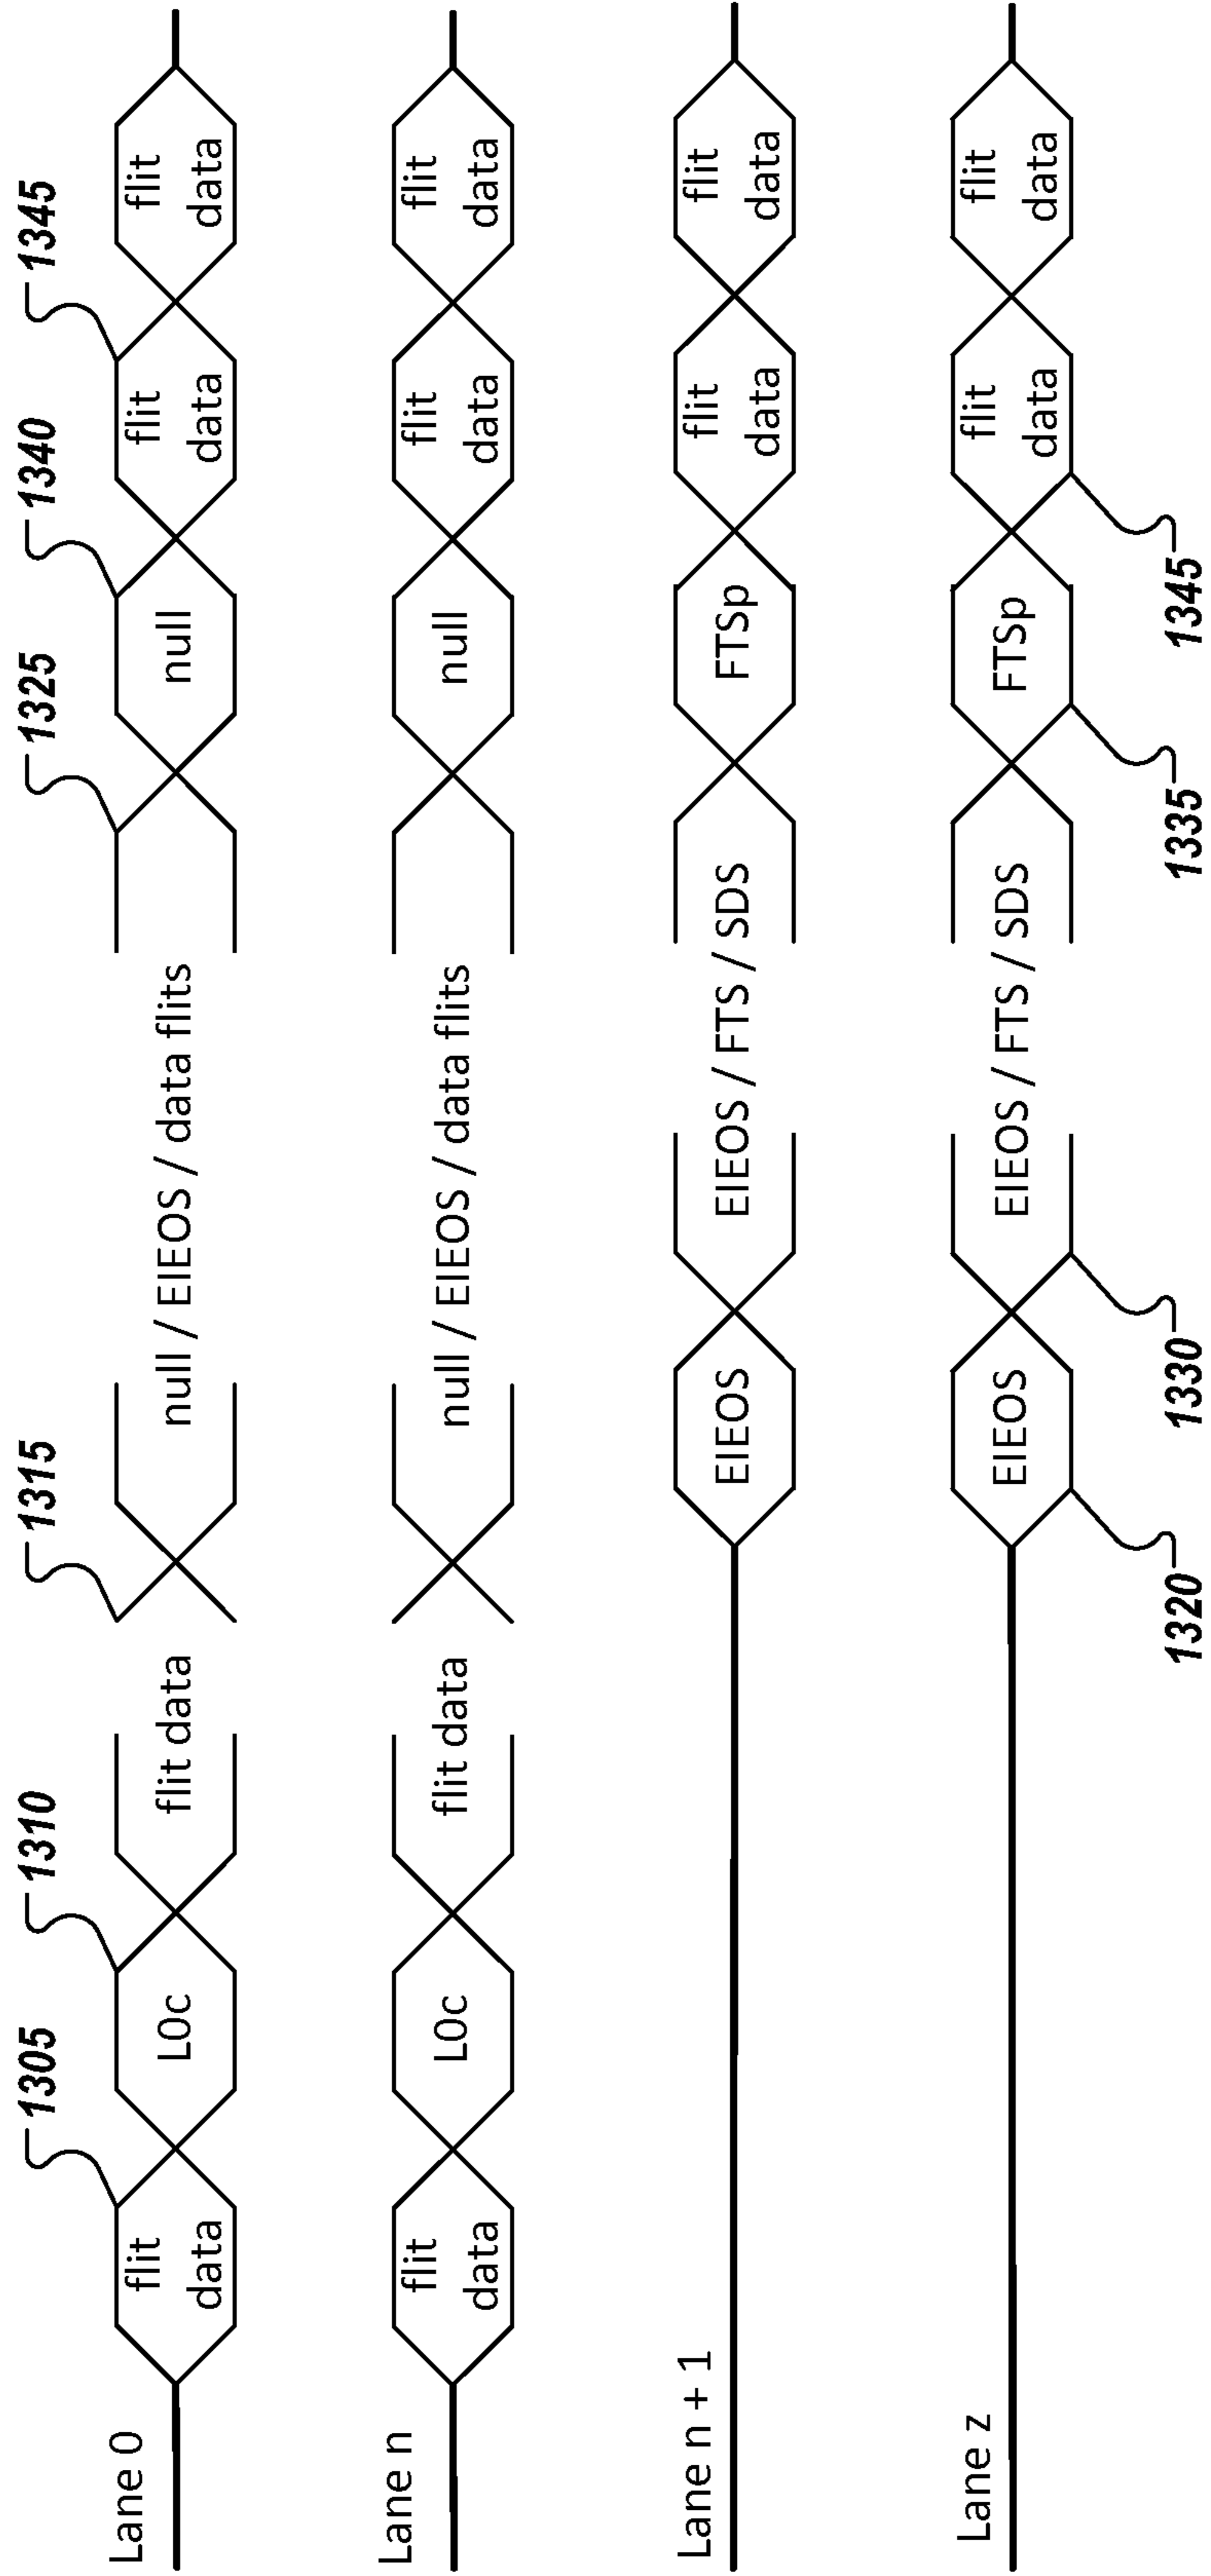 1305
1310
1315
1325
1340
1345
Lane 0
flit data
L0c
flit data
null / EIEOS / data flits
null
flit data
flit data
Lane n
flit data
L0c
flit data
null / EIEOS / data flits
null
flit data
flit data
Lane n + 1
EIEOS
EIEOS / FTS / SDS
FTSp
flit data
flit data
Lane z
EIEOS
EIEOS / FTS / SDS
FTSp
flit data
flit data
1320
1330
1335
1345